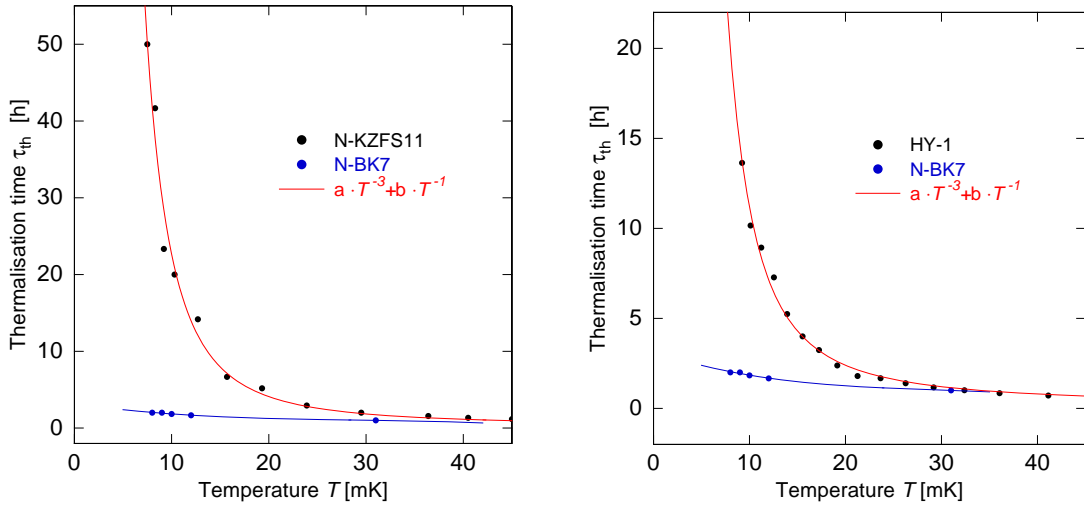 50
40
30
20
10
0
Thermalisation time τth [h]
N-KZFS11
N-BK7
a · T-3+b · T-1
0 10 20 30 40
Temperature T [mK]
20
15
10
5
0
Thermalisation time τth [h]
HY-1
N-BK7
a · T-3+b · T-1
0 10 20 30 40
Temperature T [mK]